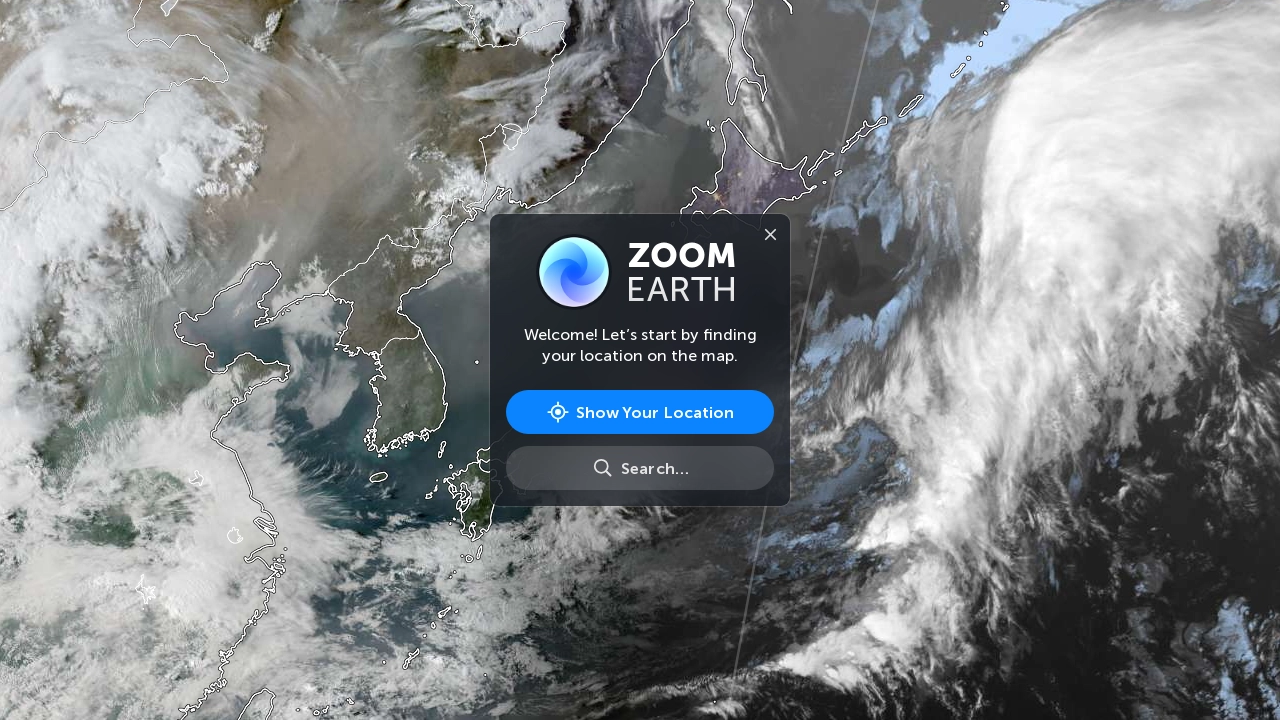 ZOOM
EARTH
Welcome! Let’s start by finding
your location on the map.
Show Your Location
Search...